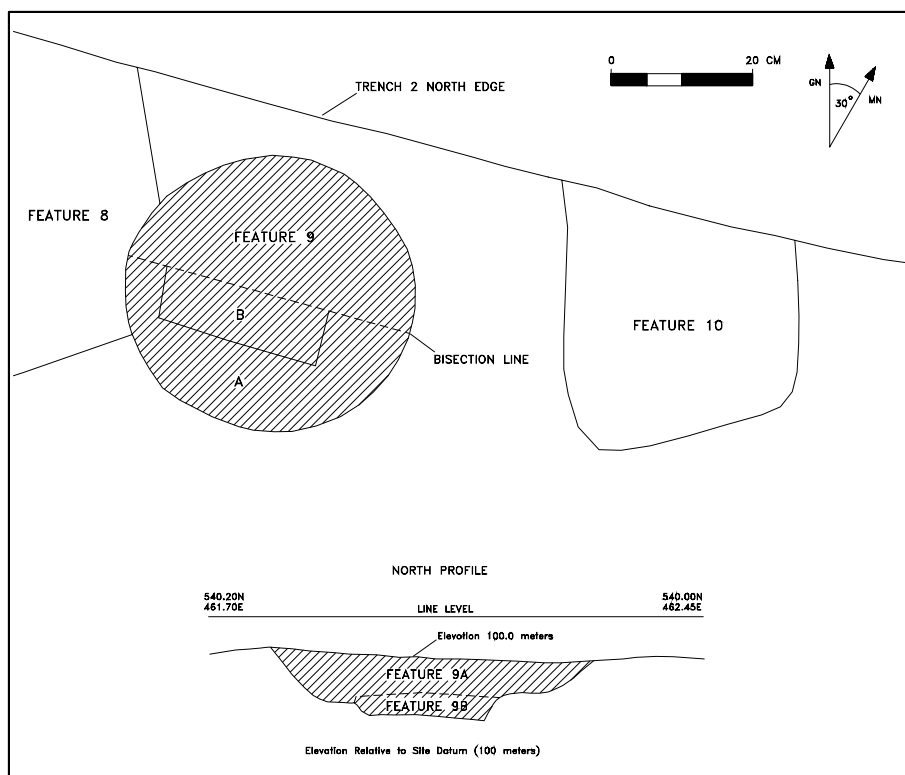 0 20 CM
GN
30°
MN
TRENCH 2 NORTH EDGE
FEATURE 8
FEATURE 9
B
A
BISECTION LINE
FEATURE 10
NORTH PROFILE
540.20N
461.70E
LINE LEVEL
540.00N
462.45E
Elevation 100.0 meters
FEATURE 9A
FEATURE 9B
Elevation Relative to Site Datum (100 meters)